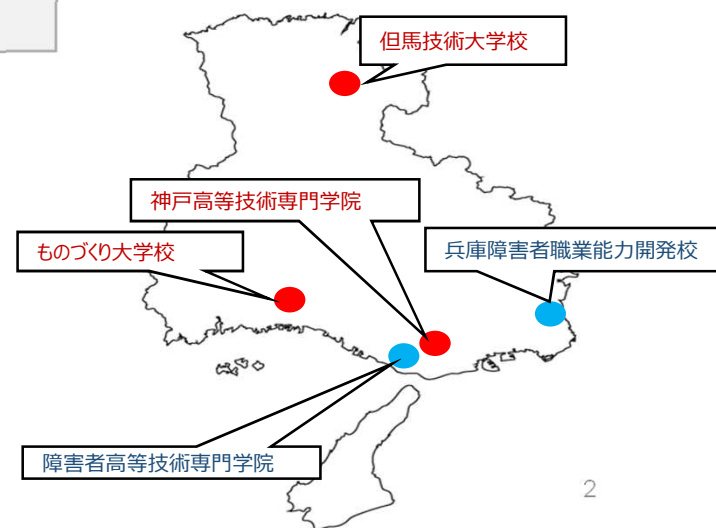 但馬技術大学校
神戸高等技術専門学院
ものづくり大学校
兵庫障害者職業能力開発校
障害者高等技術専門学院
2